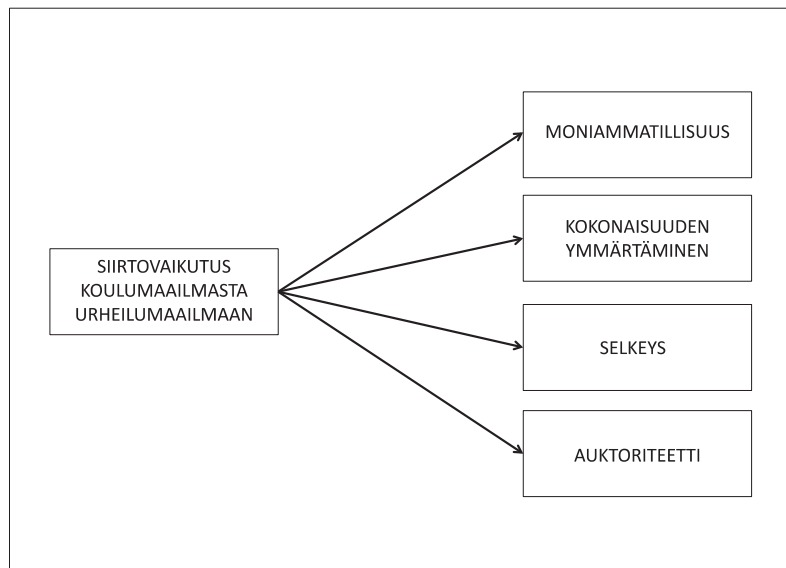 SIIRTOVAIKUTUS
KOULUMAAILMASTA
URHEILUMAAILMAAN
MONIAMMATILLISUUS
KOKONAISUUDEN
YMMÄRTÄMINEN
SELKEYS
AUKTORITEETTI